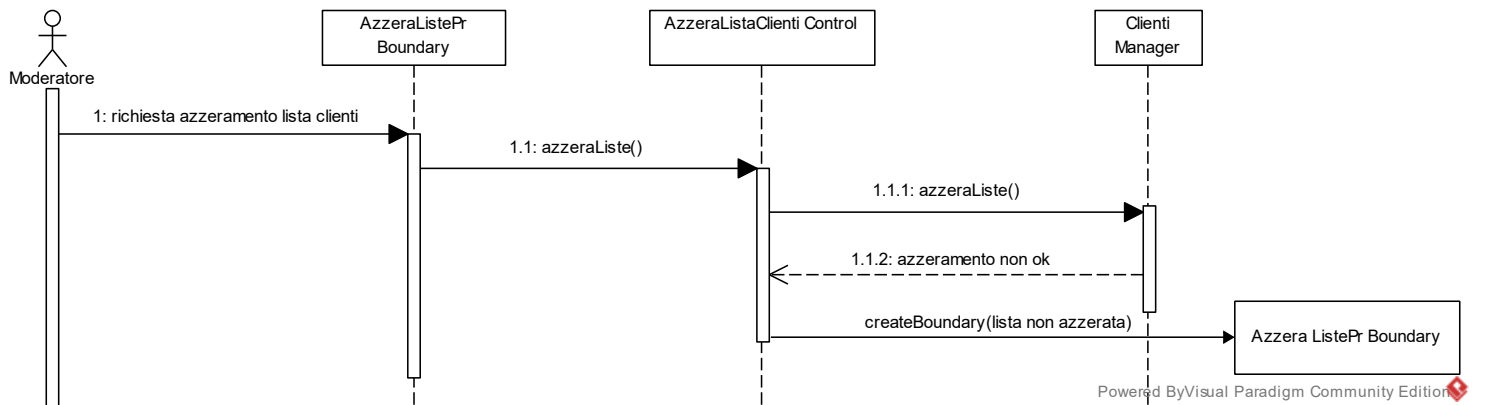 AzzeraListePr
Boundary
AzzeraListaClienti Control
Clienti
Manager
Moderatore
1: richiesta azzeramento lista clienti
1.1: azzeraListe()
1.1.1: azzeraListe()
1.1.2: azzeramento non ok
createBoundary(lista non azzerata)
Azzera ListePr Boundary
Powered ByVisual Paradigm Community Edition